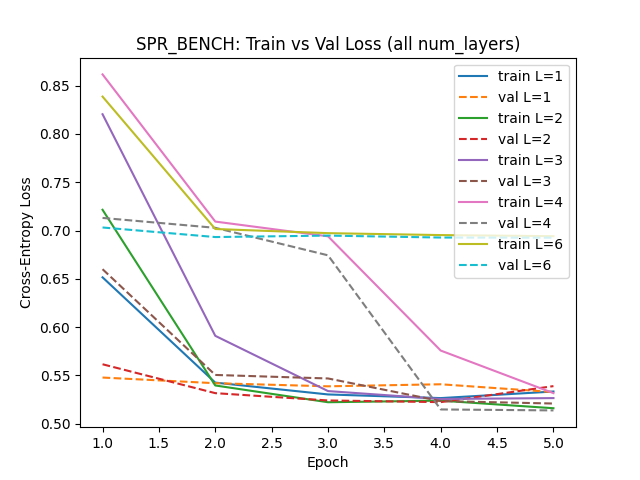 SPR_BENCH: Train vs Val Loss (all num_layers)
Cross-Entropy Loss
0.85
0.80
0.75
0.70
0.65
0.60
0.55
0.50
train L=1
val L=1
train L=2
val L=2
train L=3
val L=3
train L=4
val L=4
train L=6
val L=6
1.0 1.5 2.0 2.5 3.0 3.5 4.0 4.5 5.0
Epoch